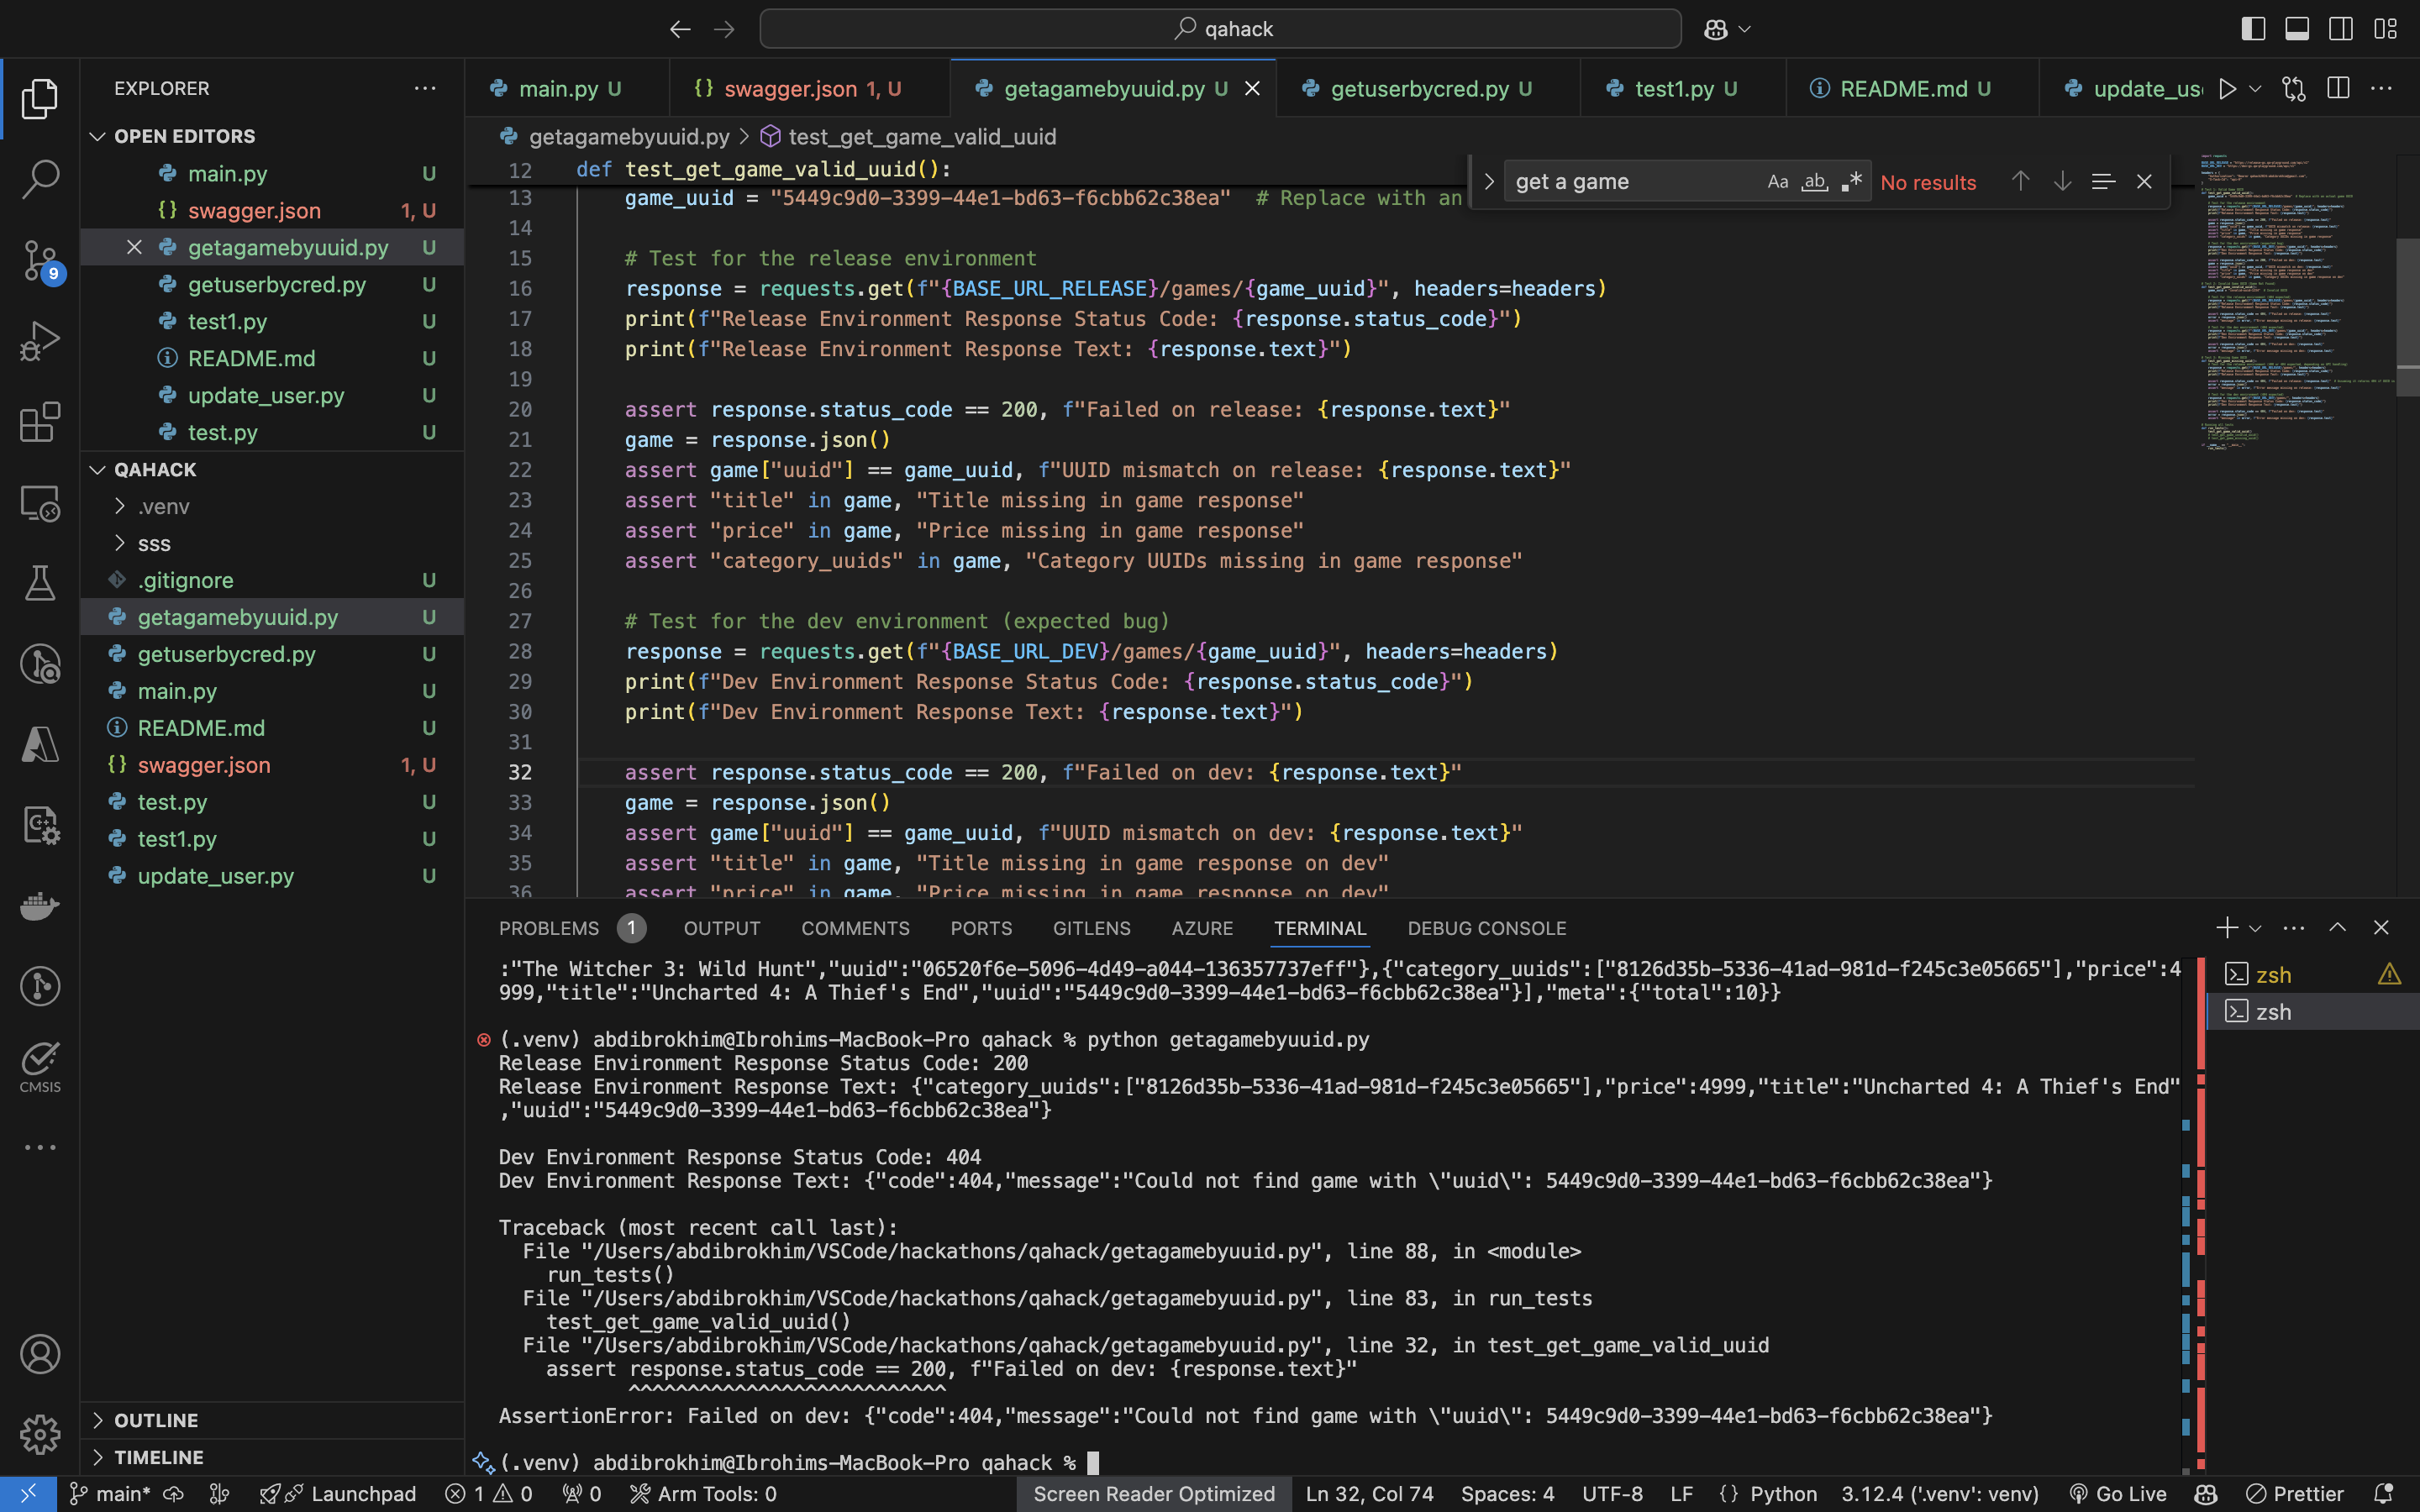 qahack
EXPLORER
OPEN EDITORS
main.py U
swagger.json 1, U
getagamebyuuid.py U
getuserbycred.py U
test1.py U
README.md U
update_user.py U
test.py U
QAHACK
.venv
sss
.gitignore U
getagamebyuuid.py U
getuserbycred.py U
main.py U
README.md U
swagger.json 1, U
test.py U
test1.py U
update_user.py U
OUTLINE
TIMELINE
9
CMSIS
main.py U
swagger.json 1, U
getagamebyuuid.py U
getuserbycred.py U
test1.py U
README.md U
update_us
getagamebyuuid.py > test_get_game_valid_uuid
get a game Aa ab No results
12 def test_get_game_valid_uuid():
13 game_uuid = "5449c9d0-3399-44e1-bd63-f6cbb62c38ea" # Replace with an
14
15 # Test for the release environment
16 response = requests.get(f"{BASE_URL_RELEASE}/games/{game_uuid}", headers=headers)
17 print(f"Release Environment Response Status Code: {response.status_code}")
18 print(f"Release Environment Response Text: {response.text}")
19
20 assert response.status_code == 200, f"Failed on release: {response.text}"
21 game = response.json()
22 assert game["uuid"] == game_uuid, f"UUID mismatch on release: {response.text}"
23 assert "title" in game, "Title missing in game response"
24 assert "price" in game, "Price missing in game response"
25 assert "category_uuids" in game, "Category UUIDs missing in game response"
26
27 # Test for the dev environment (expected bug)
28 response = requests.get(f"{BASE_URL_DEV}/games/{game_uuid}", headers=headers)
29 print(f"Dev Environment Response Status Code: {response.status_code}")
30 print(f"Dev Environment Response Text: {response.text}")
31
32 assert response.status_code == 200, f"Failed on dev: {response.text}"
33 game = response.json()
34 assert game["uuid"] == game_uuid, f"UUID mismatch on dev: {response.text}"
35 assert "title" in game, "Title missing in game response on dev"
36 assert "price" in game, "Price missing in game response on dev"
PROBLEMS 1 OUTPUT COMMENTS PORTS GITLENS AZURE TERMINAL DEBUG CONSOLE
:"The Witcher 3: Wild Hunt","uuid":"06520f6e-5096-4d49-a044-136357737eff"},{"category_uuids":["8126d35b-5336-41ad-981d-f245c3e05665"],"price":4
999,"title":"Uncharted 4: A Thief's End","uuid":"5449c9d0-3399-44e1-bd63-f6cbb62c38ea"}],"meta":{"total":10}}
(.venv) abdibrokhim@Ibrohims-MacBook-Pro qahack % python getagamebyuuid.py
Release Environment Response Status Code: 200
Release Environment Response Text: {"category_uuids":["8126d35b-5336-41ad-981d-f245c3e05665"],"price":4999,"title":"Uncharted 4: A Thief's End"
,"uuid":"5449c9d0-3399-44e1-bd63-f6cbb62c38ea"}
Dev Environment Response Status Code: 404
Dev Environment Response Text: {"code":404,"message":"Could not find game with \"uuid\": 5449c9d0-3399-44e1-bd63-f6cbb62c38ea"}
Traceback (most recent call last):
File "/Users/abdibrokhim/VSCode/hackathons/qahack/getagamebyuuid.py", line 88, in <module>
run_tests()
File "/Users/abdibrokhim/VSCode/hackathons/qahack/getagamebyuuid.py", line 83, in run_tests
test_get_game_valid_uuid()
File "/Users/abdibrokhim/VSCode/hackathons/qahack/getagamebyuuid.py", line 32, in test_get_game_valid_uuid
assert response.status_code == 200, f"Failed on dev: {response.text}"
^^^^^^^^^^^^^^^^^^^^^^^^^^^
AssertionError: Failed on dev: {"code":404,"message":"Could not find game with \"uuid\": 5449c9d0-3399-44e1-bd63-f6cbb62c38ea"}
(.venv) abdibrokhim@Ibrohims-MacBook-Pro qahack %
zsh
zsh
main* Launchpad 1 0 0 Arm Tools: 0 Screen Reader Optimized Ln 32, Col 74 Spaces: 4 UTF-8 LF {} Python 3.12.4 ('.venv': venv) Go Live Prettier